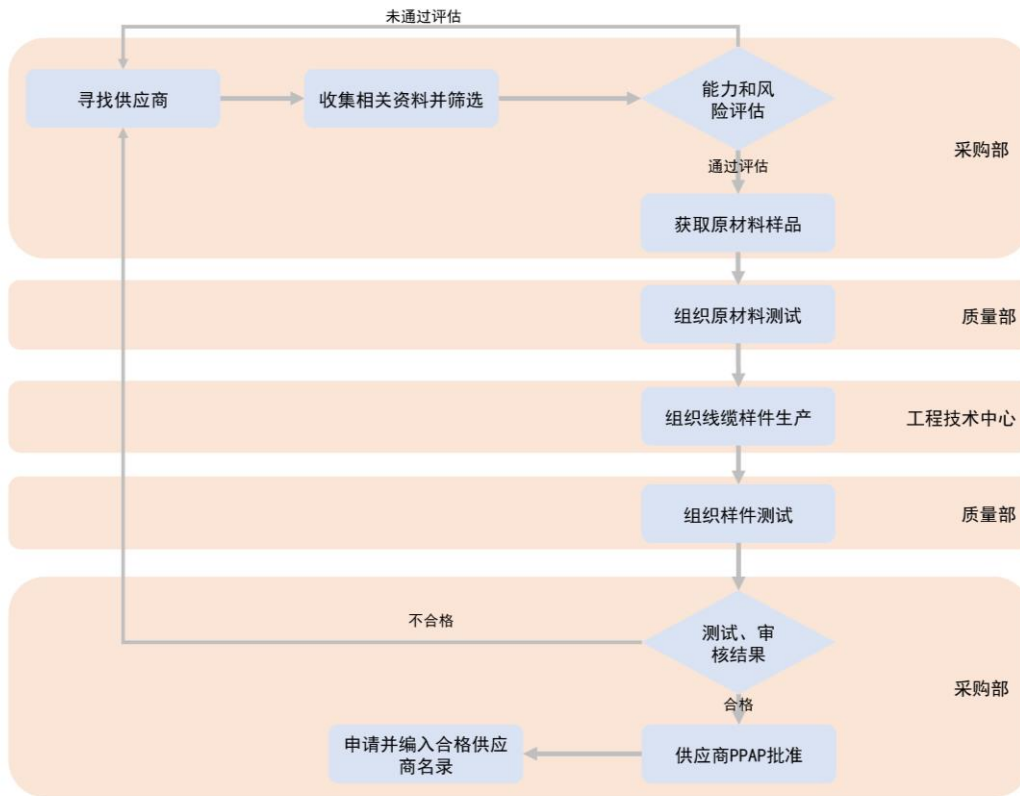 未通过评估
寻找供应商
收集相关资料并筛选
能力和风
险评估
采购部
通过评估
获取原材料样品
组织原材料测试
质量部
组织线缆样件生产
工程技术中心
组织样件测试
质量部
不合格
测试、审
核结果
采购部
合格
申请并编入合格供应
商名录
供应商PPAP批准